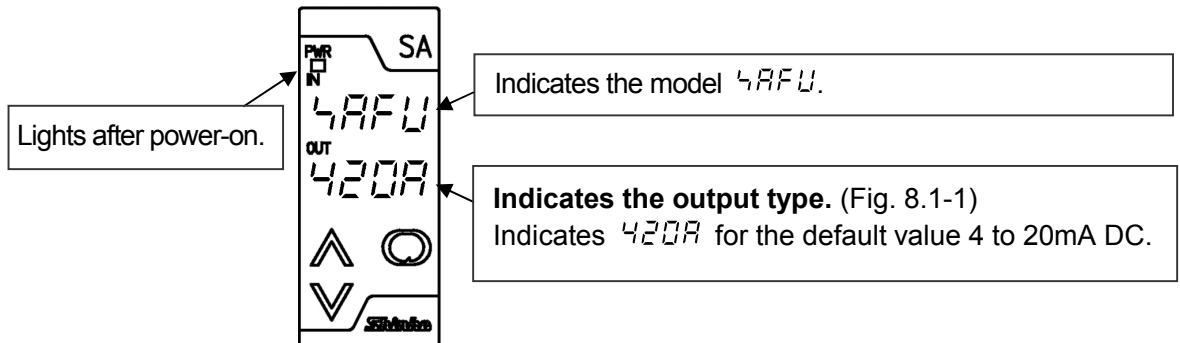 PWR
SA
IN
SAFU
OUT
420A
Lights after power-on.
Indicates the model SAFU.
Indicates the output type. (Fig. 8.1-1)
Indicates 420A for the default value 4 to 20mA DC.